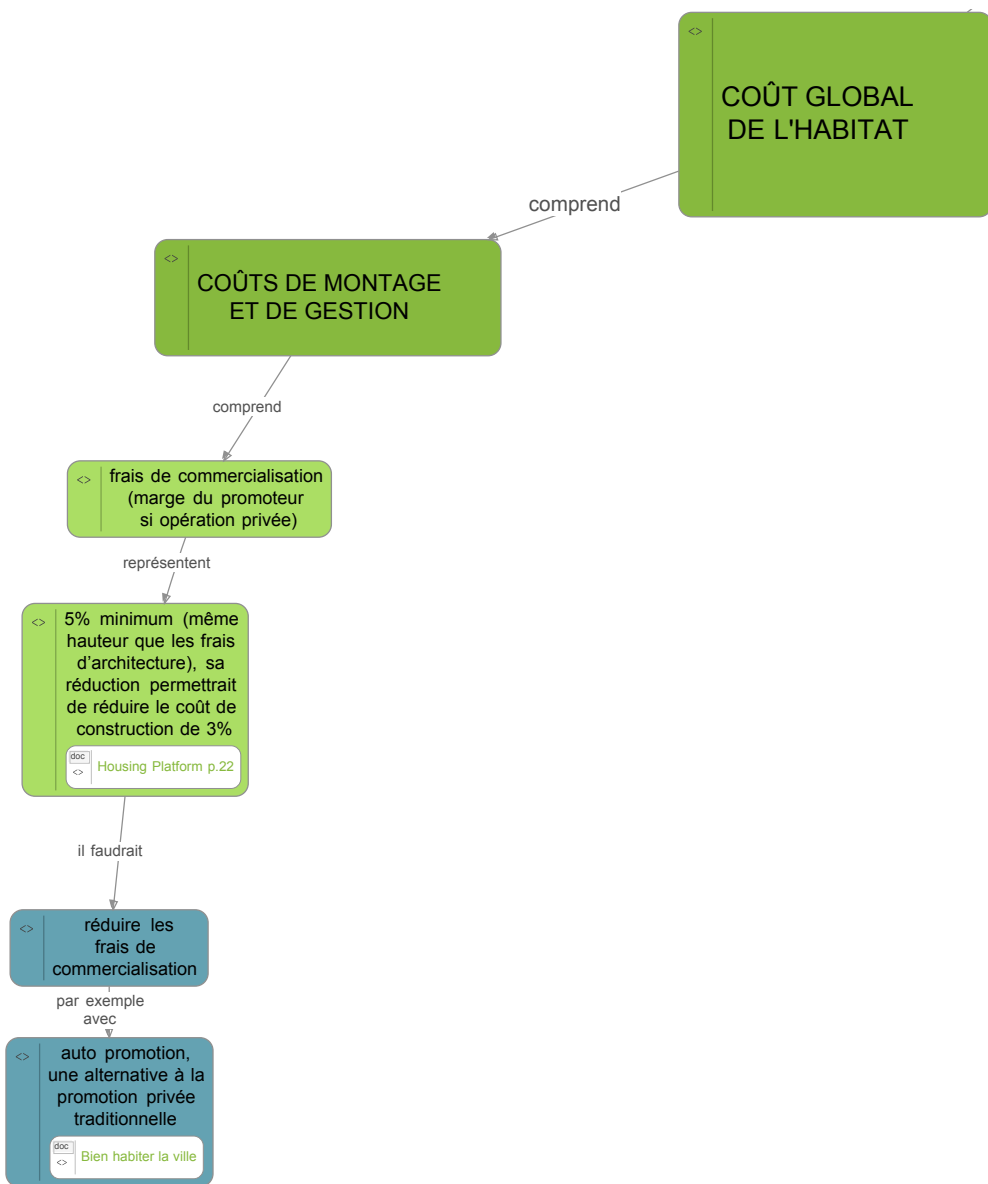 <>
COÛT GLOBAL
DE L'HABITAT
comprend
<>
COÛTS DE MONTAGE
ET DE GESTION
comprend
<>
frais de commercialisation
(marge du promoteur
si opération privée)
représentent
<>
5% minimum (même
hauteur que les frais
d’architecture), sa
réduction permettrait
de réduire le coût de
construction de 3%
doc
<>
Housing Platform p.22
il faudrait
<>
réduire les
frais de
commercialisation
par exemple
avec
<>
auto promotion,
une alternative à la
promotion privée
traditionnelle
doc
<>
Bien habiter la ville